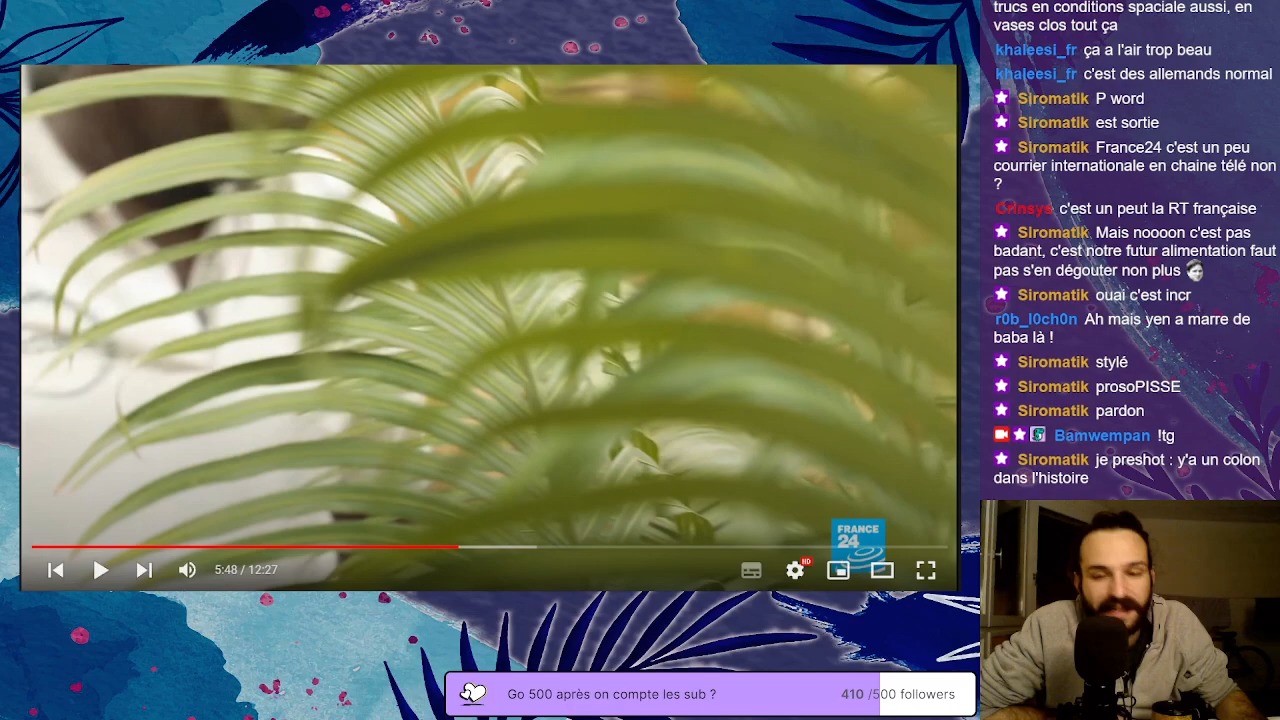 trucs en conditions spaciale aussi, en
vases clos tout ça
khaleesi_fr ça a l'air trop beau
khaleesi_fr c'est des allemands normal
Siromatik P word
Siromatik est sortie
Siromatik France24 c'est un peu
courrier internationale en chaine télé non
?
Crinsys c'est un peut la RT française
Siromatik Mais noooon c'est pas
badant, c'est notre futur alimentation faut
pas s'en dégouter non plus
Siromatik ouai c'est incr
r0b_l0ch0n Ah mais yen a marre de
baba là !
Siromatik stylé
Siromatik prosoPISSE
Siromatik pardon
Bamwempan !tg
Siromatik je preshot : y'a un colon
dans l'histoire
FRANCE
24
5:48 / 12:27
HD
Go 500 après on compte les sub ?
410 /500 followers